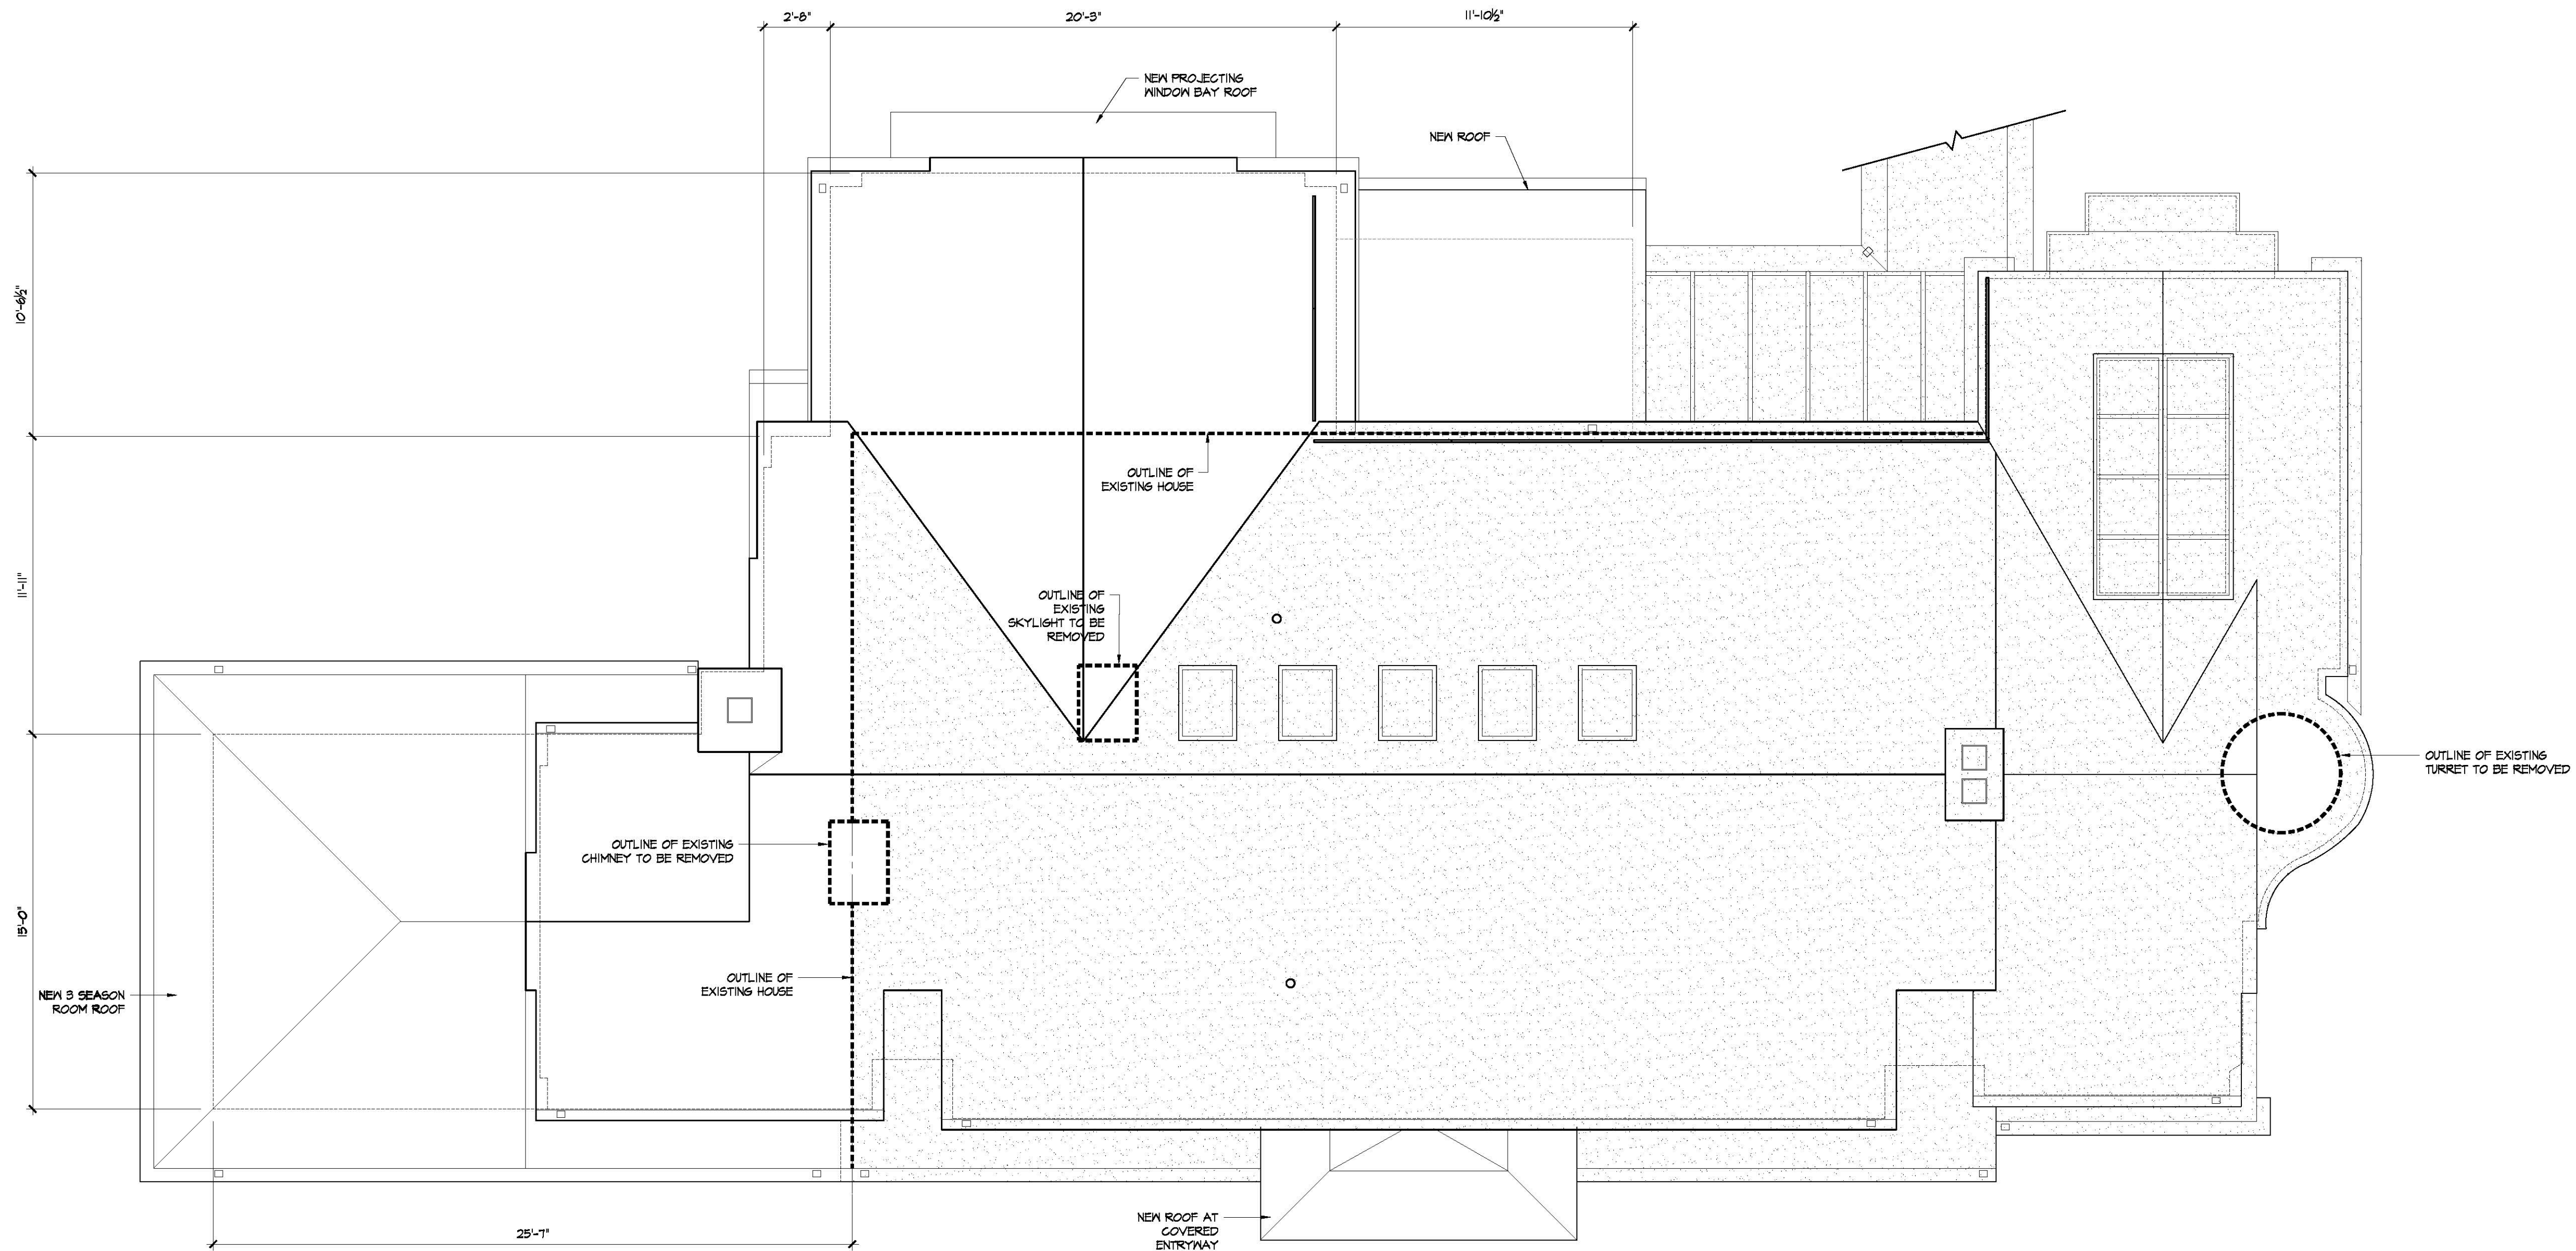 2'-8"
20'-3"
11'-10½"
NEW PROJECTING
WINDOW BAY ROOF
NEW ROOF
10'-6½"
OUTLINE OF
EXISTING HOUSE
11'-11"
OUTLINE OF
EXISTING
SKYLIGHT TO BE
REMOVED
OUTLINE OF EXISTING
TURRET TO BE REMOVED
OUTLINE OF EXISTING
CHIMNEY TO BE REMOVED
15'-0"
OUTLINE OF
EXISTING HOUSE
NEW 3 SEASON
ROOM ROOF
NEW ROOF AT
COVERED
ENTRYWAY
25'-7"